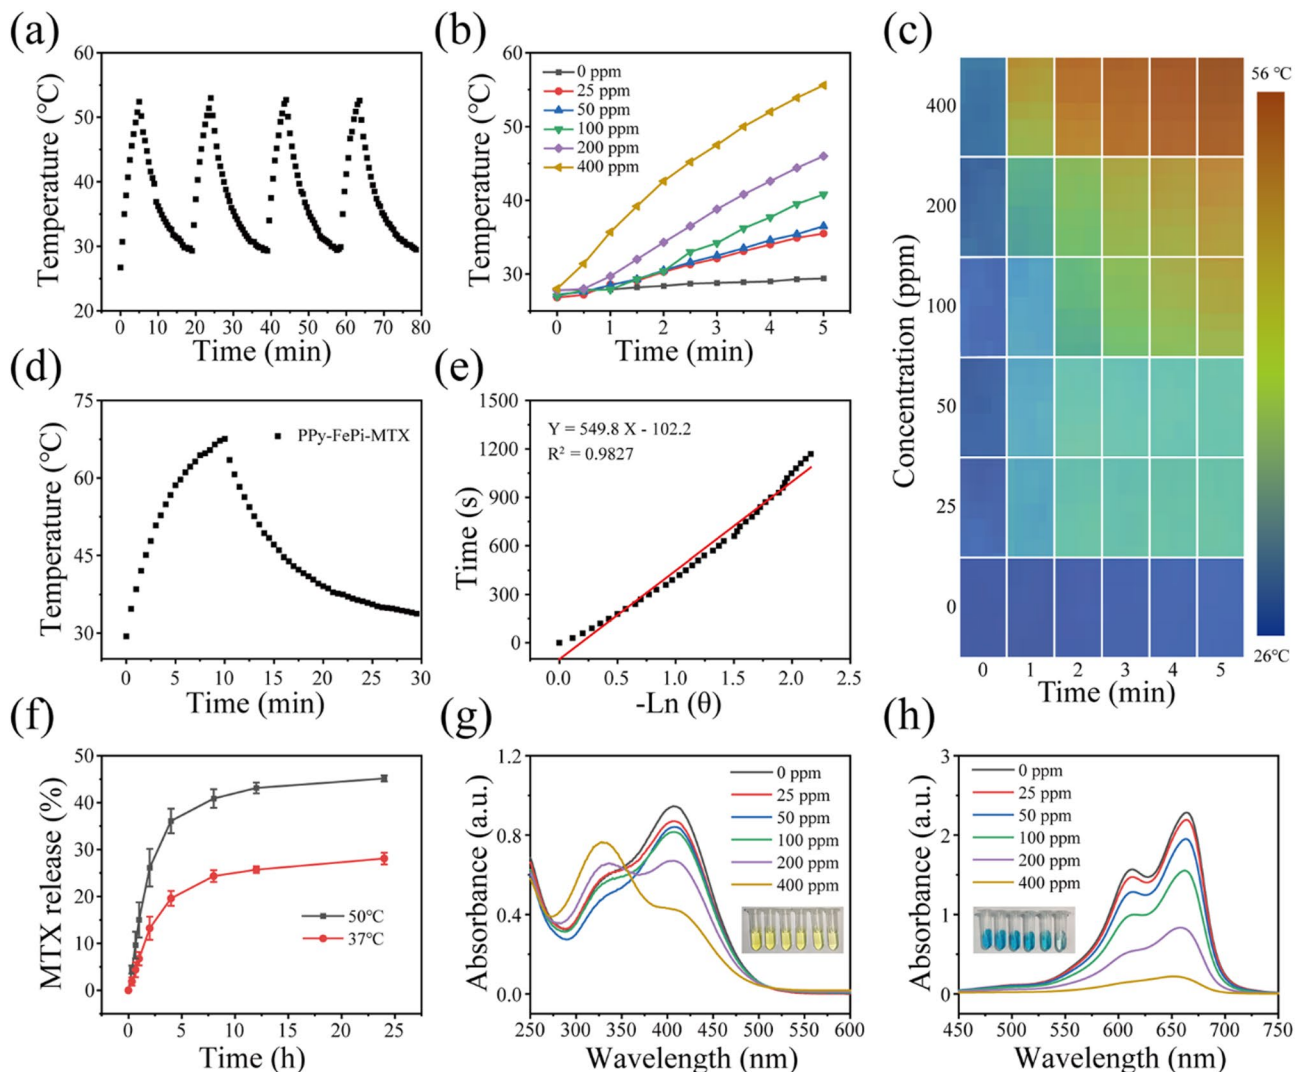 (a)
60
50
40
30
20
Temperature (℃)
0 10 20 30 40 50 60 70 80
Time (min)
(b)
60
50
40
30
Temperature (℃)
0 ppm
25 ppm
50 ppm
100 ppm
200 ppm
400 ppm
0 1 2 3 4 5
Time (min)
(c)
400
200
100
50
25
0
Concentration (ppm)
0 1 2 3 4 5
Time (min)
56 ℃
26℃
(d)
75
60
45
30
Temperature (℃)
PPy-FePi-MTX
0 5 10 15 20 25 30
Time (min)
(e)
1500
1200
900
600
300
0
Time (s)
Y = 549.8 X - 102.2
R² = 0.9827
0.0 0.5 1.0 1.5 2.0 2.5
-Ln (θ)
(f)
50
40
30
20
10
0
MTX release (%)
50℃
37℃
0 5 10 15 20 25
Time (h)
(g)
1.2
0.8
0.4
0.0
Absorbance (a.u.)
0 ppm
25 ppm
50 ppm
100 ppm
200 ppm
400 ppm
250 300 350 400 450 500 550 600
Wavelength (nm)
(h)
3
2
1
0
Absorbance (a.u.)
0 ppm
25 ppm
50 ppm
100 ppm
200 ppm
400 ppm
450 500 550 600 650 700 750
Wavelength (nm)